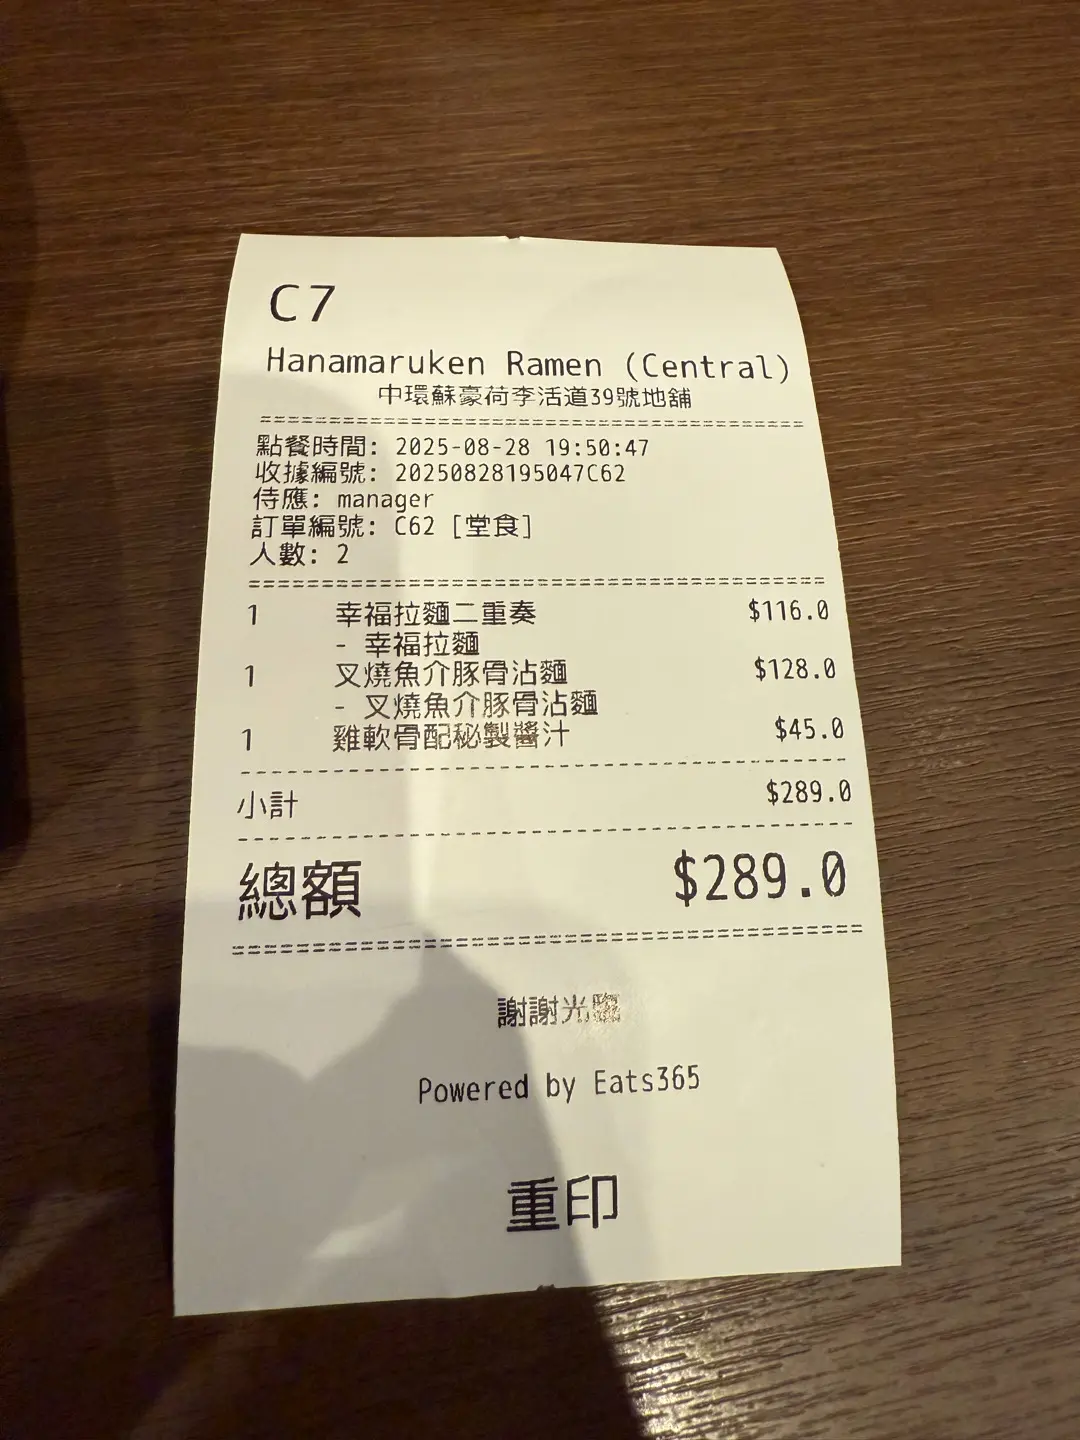 C7
Hanamaruken Ramen (Central)
中環蘇豪荷李活道39號地舖
點餐時間: 2025-08-28 19:50:47
收據編號: 20250828195047C62
侍應: manager
訂單編號: C62 [堂食]
人數: 2
1 幸福拉麵二重奏 $116.0
- 幸福拉麵
1 叉燒魚介豚骨沾麵 $128.0
- 叉燒魚介豚骨沾麵
1 雞軟骨配秘製醬汁 $45.0
小計 $289.0
總額 $289.0
謝謝光臨
Powered by Eats365
重印